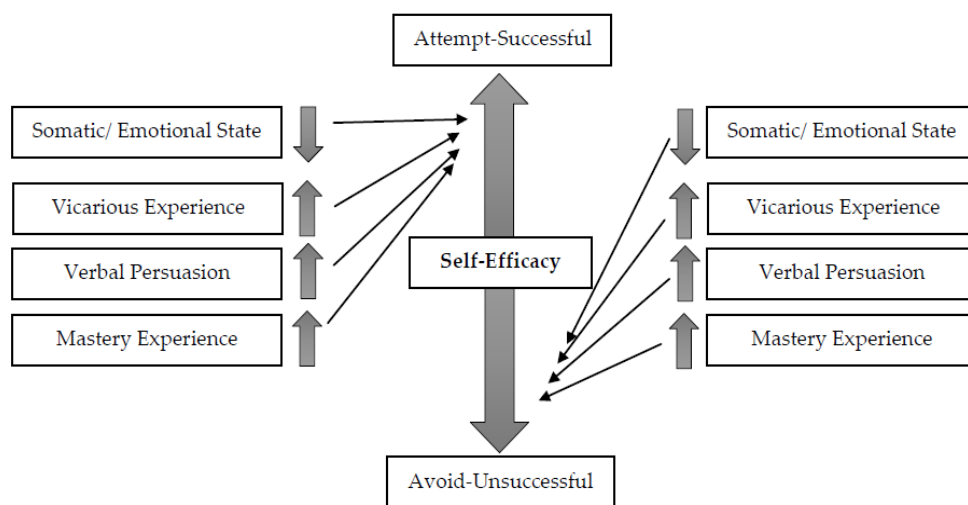 Attempt-Successful
Somatic/ Emotional State
Vicarious Experience
Verbal Persuasion
Mastery Experience
Self-Efficacy
Somatic/ Emotional State
Vicarious Experience
Verbal Persuasion
Mastery Experience
Avoid-Unsuccessful